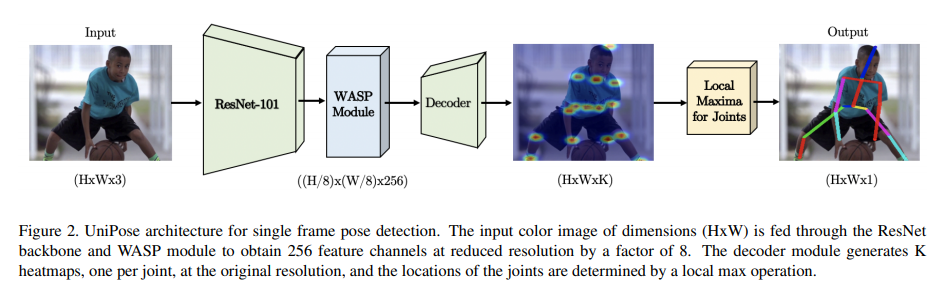 Input
Output
ResNet-101
WASP
Module
Decoder
Local
Maxima
for Joints
(HxWx3)
((H/8)x(W/8)x256)
(HxWxK)
(HxWx1)
Figure 2. UniPose architecture for single frame pose detection. The input color image of dimensions (HxW) is fed through the ResNet
backbone and WASP module to obtain 256 feature channels at reduced resolution by a factor of 8. The decoder module generates K
heatmaps, one per joint, at the original resolution, and the locations of the joints are determined by a local max operation.